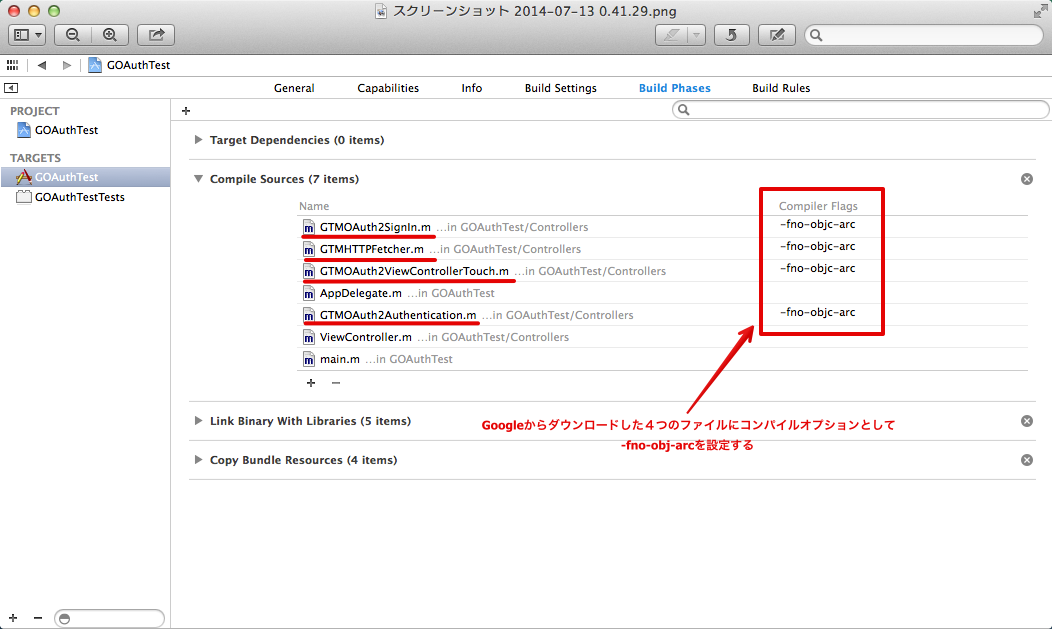 スクリーンショット 2014-07-13 0.41.29.png
GOAuthTest
General Capabilities Info Build Settings Build Phases Build Rules
PROJECT
GOAuthTest
TARGETS
GOAuthTest
GOAuthTestTests
Target Dependencies (0 items)
Compile Sources (7 items)
Name Compiler Flags
GTMOAuth2SignIn.m ...in GOAuthTest/Controllers -fno-objc-arc
GTMHTTPFetcher.m ...in GOAuthTest/Controllers -fno-objc-arc
GTMOAuth2ViewControllerTouch.m ...in GOAuthTest/Controllers -fno-objc-arc
AppDelegate.m ...in GOAuthTest
GTMOAuth2Authentication.m ...in GOAuthTest/Controllers -fno-objc-arc
ViewController.m ...in GOAuthTest/Controllers
main.m ...in GOAuthTest
Link Binary With Libraries (5 items)
Googleからダウンロードした４つのファイルにコンパイルオプションとして
-fno-obj-arcを設定する
Copy Bundle Resources (4 items)